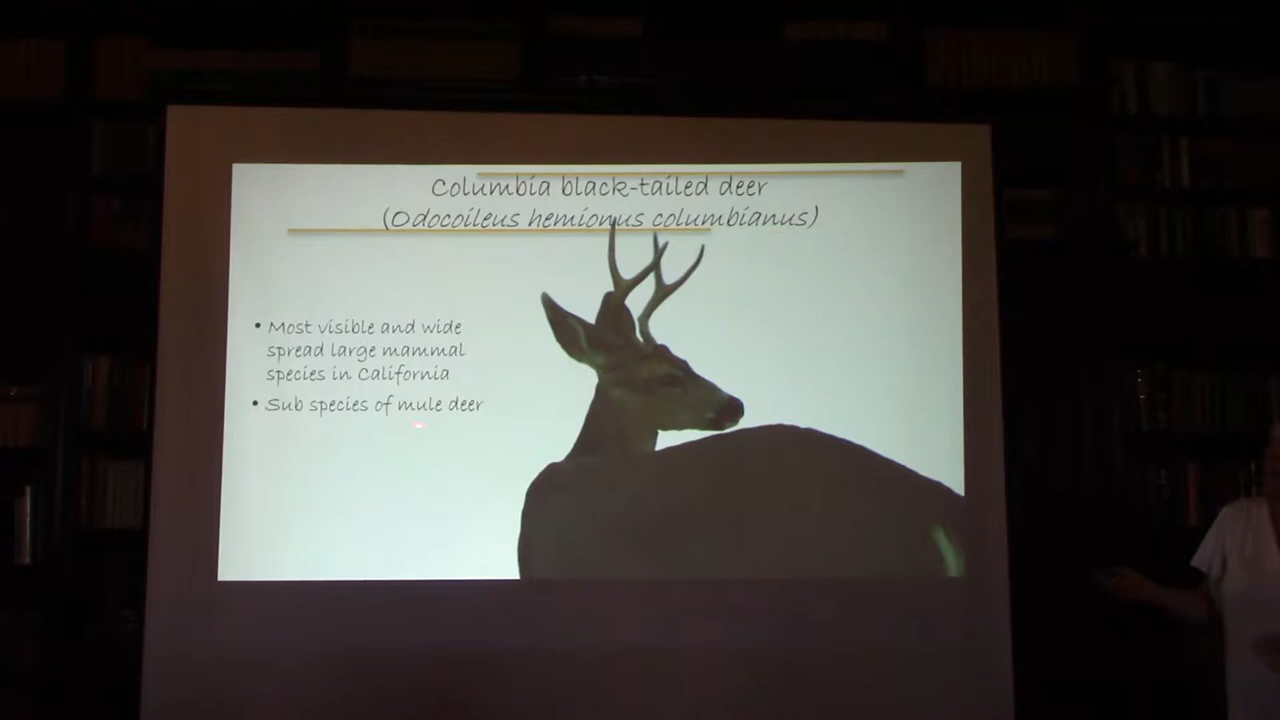 Columbia black-tailed deer
(Odocoileus hemionus columbianus)
• Most visible and wide
spread large mammal
species in California
• Sub species of mule deer